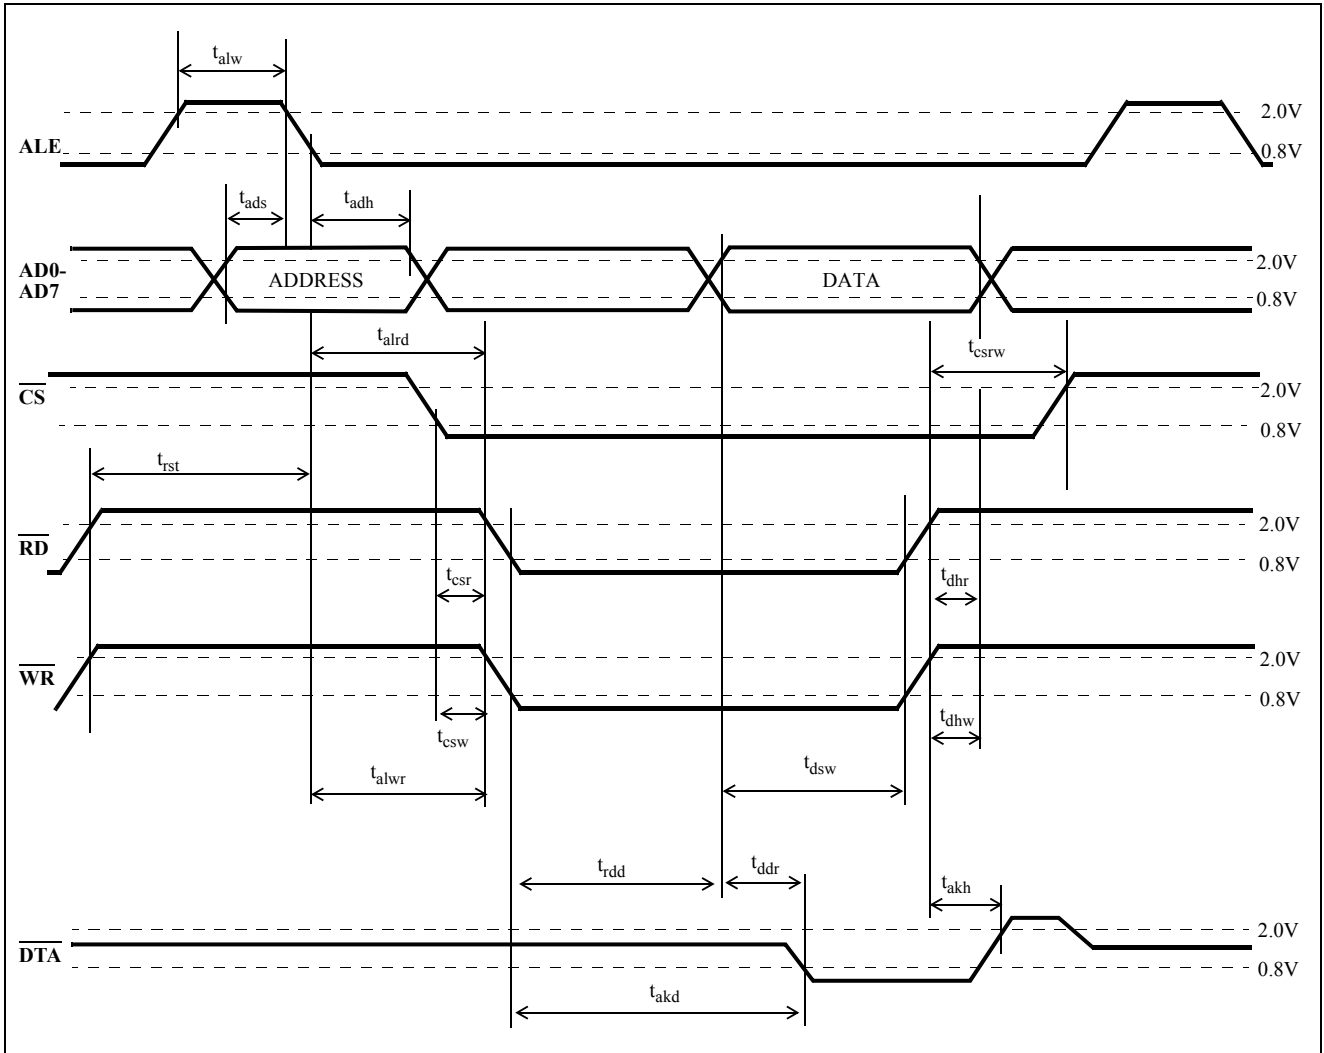 t_alw
2.0V
ALE
0.8V
t_ads
t_adh
AD0-
AD7
ADDRESS
DATA
2.0V
0.8V
t_alrd
t_csrw
CS
2.0V
0.8V
t_rst
RD
2.0V
0.8V
t_csr
t_dhr
WR
2.0V
0.8V
t_csw
t_dhw
t_alwr
t_dsw
t_rdd
t_ddr
t_akh
DTA
2.0V
0.8V
t_akd